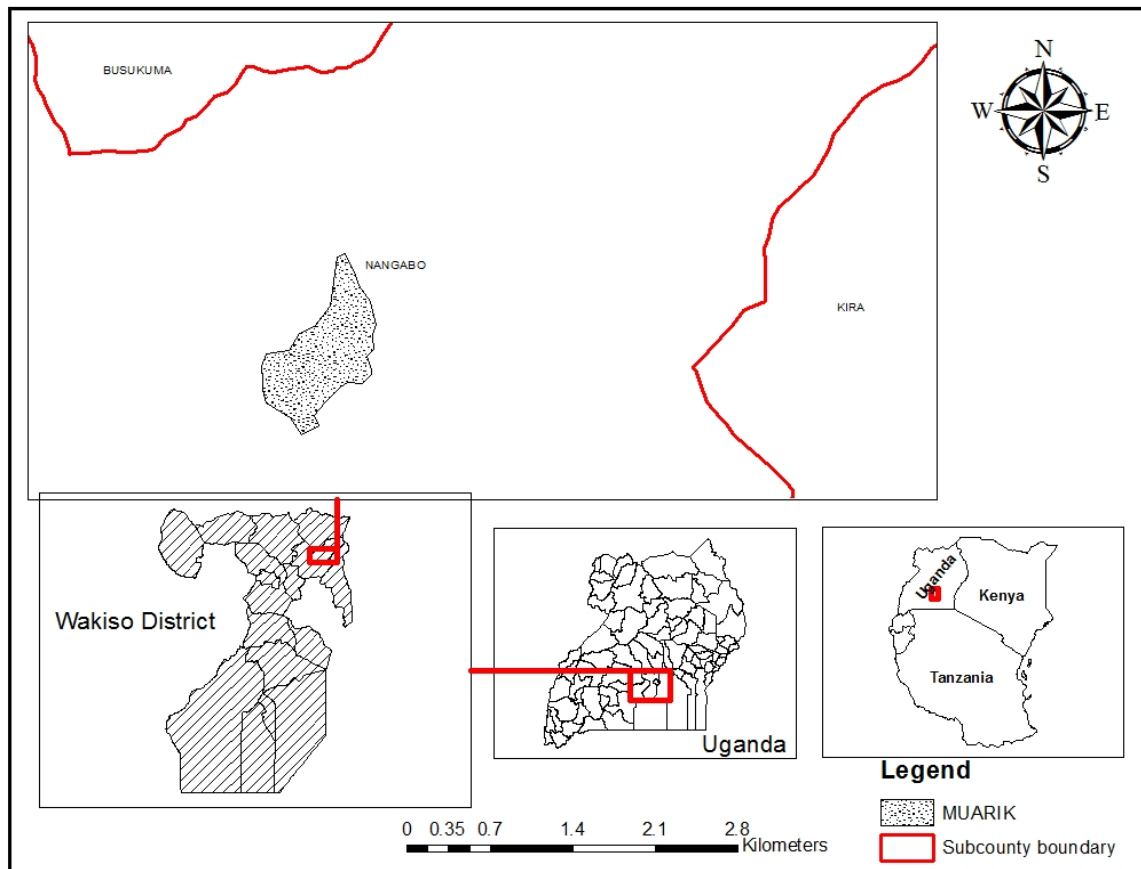 BUSUKUMA
N
W E
S
NANGABO
KIRA
Wakiso District
Uganda
Uganda
Kenya
Tanzania
Legend
MUARIK
Subcounty boundary
0 0.35 0.7 1.4 2.1 2.8
Kilometers